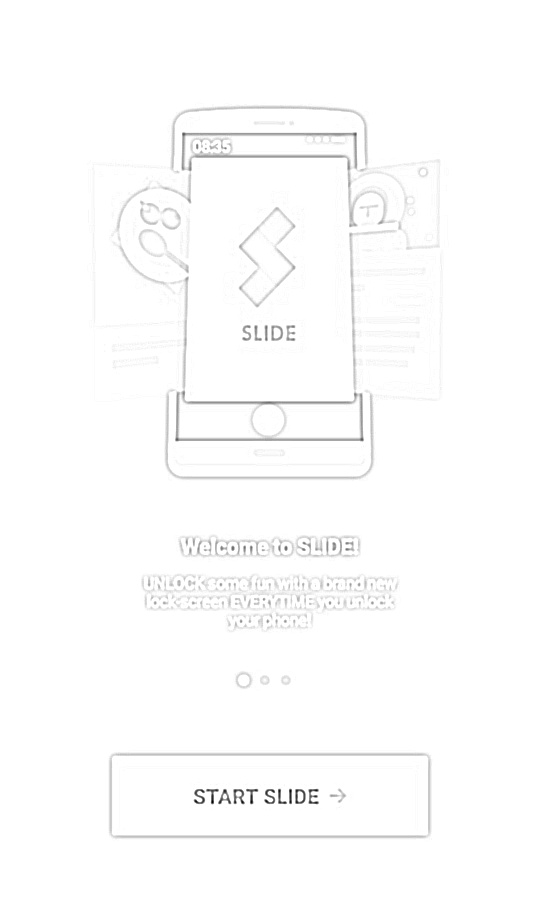 08:35
SLIDE
Welcome to SLIDE!
UNLOCK some fun with a brand new
lock-screen EVERYTIME you unlock
your phone!
START SLIDE →